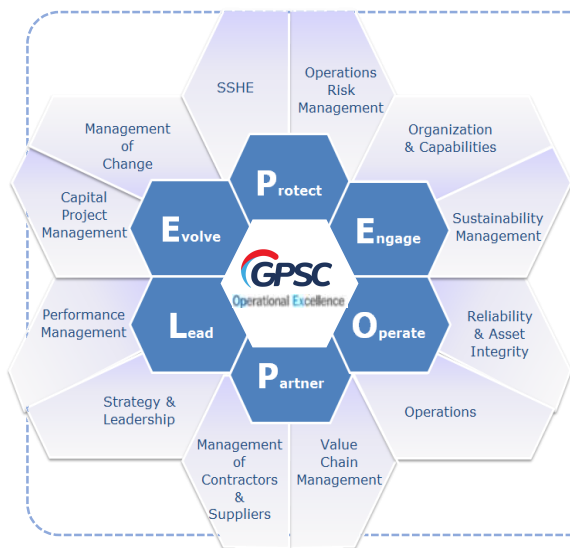 SSHE
Operations
Risk
Management
Management
of
Change
Organization
& Capabilities
Protect
Capital
Project
Management
Evolve
Engage
Sustainability
Management
GPSC
Operational Excellence
Performance
Management
Lead
Operate
Reliability
& Asset
Integrity
Partner
Strategy &
Leadership
Operations
Management
of
Contractors
&
Suppliers
Value
Chain
Management